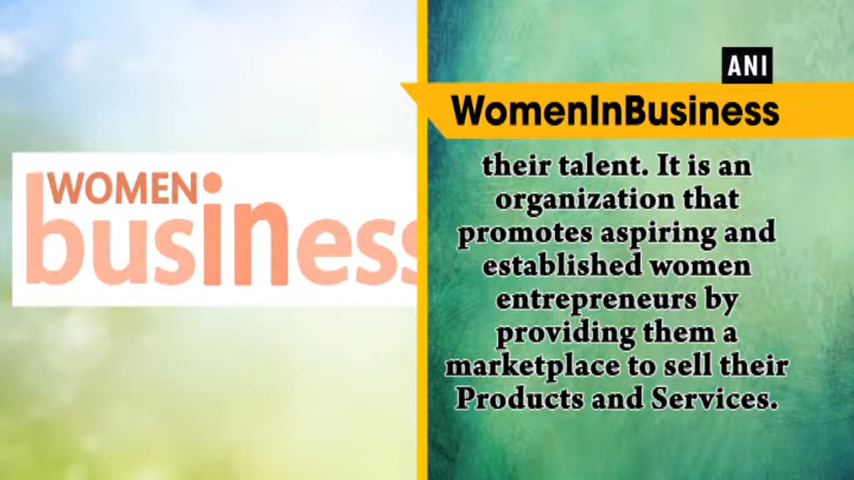 WOMEN
business
ANI
WomenInBusiness
their talent. It is an
organization that
promotes aspiring and
established women
entrepreneurs by
providing them a
marketplace to sell their
Products and Services.